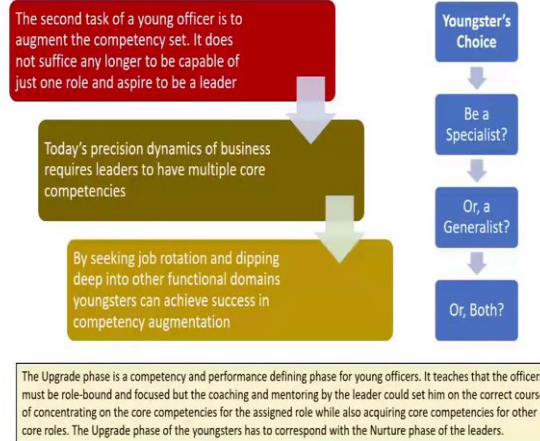 The second task of a young officer is to
augment the competency set. It does
not suffice any longer to be capable of
just one role and aspire to be a leader
Today's precision dynamics of business
requires leaders to have multiple core
competencies
By seeking job rotation and dipping
deep into other functional domains
youngsters can achieve success in
competency augmentation
Youngster's
Choice
Be a
Specialist?
Or, a
Generalist?
Or, Both?
The Upgrade phase is a competency and performance defining phase for young officers. It teaches that the officer
must be role-bound and focused but the coaching and mentoring by the leader could set him on the correct course
of concentrating on the core competencies for the assigned role while also acquiring core competencies for other
core roles. The Upgrade phase of the youngsters has to correspond with the Nurture phase of the leaders.